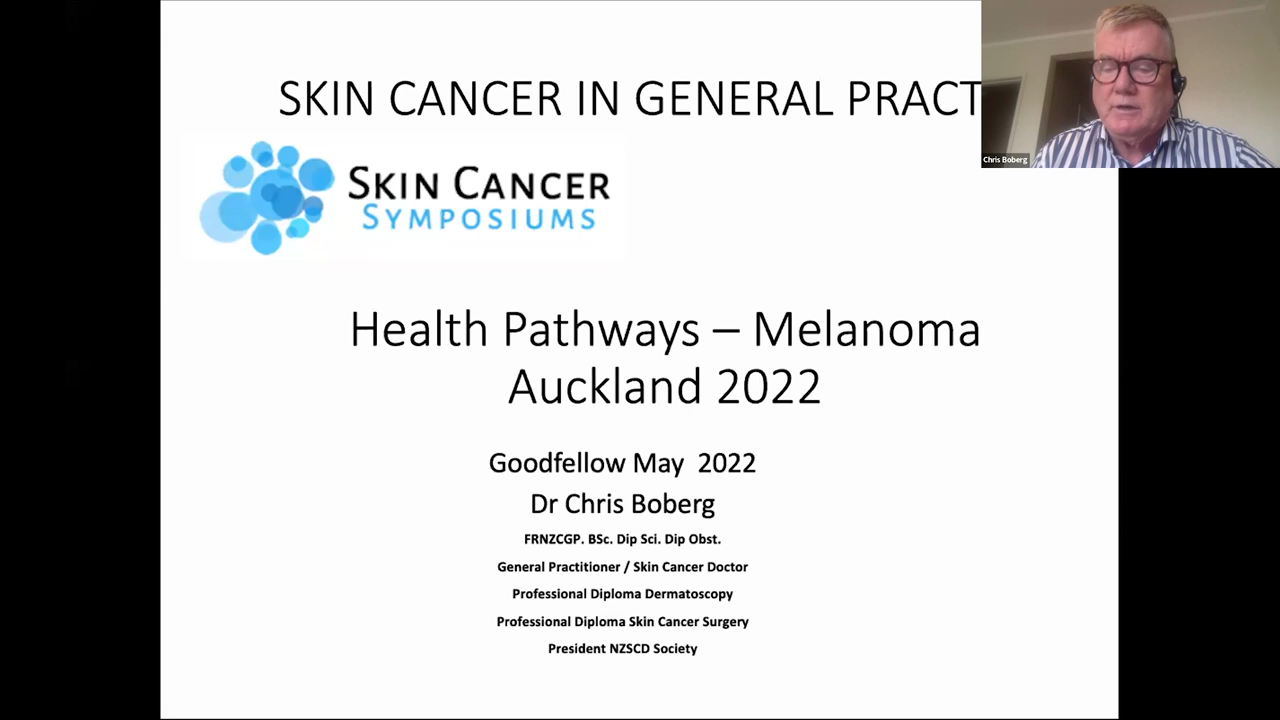 SKIN CANCER IN GENERAL PRACT
Chris Boberg
SKIN CANCER
SYMPOSIUMS
Health Pathways – Melanoma
Auckland 2022
Goodfellow May 2022
Dr Chris Boberg
FRNZCGP. BSc. Dip Sci. Dip Obst.
General Practitioner / Skin Cancer Doctor
Professional Diploma Dermatoscopy
Professional Diploma Skin Cancer Surgery
President NZSCD Society